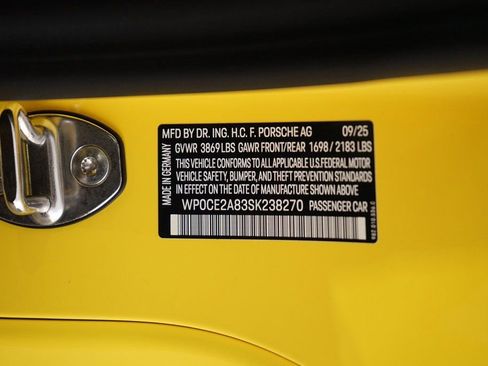 MFD BY DR. ING. H.C. F. PORSCHE AG 09/25
GVWR 3869 LBS GAWR FRONT/REAR 1698 / 2183 LBS
THIS VEHICLE CONFORMS TO ALL APPLICABLE U.S. FEDERAL MOTOR
VEHICLE SAFETY, BUMPER, AND THEFT PREVENTION STANDARDS
IN EFFECT ON THE DATE OF MANUFACTURE SHOWN ABOVE
WP0CE2A83SK238270 PASSENGER CAR
MADE IN GERMANY